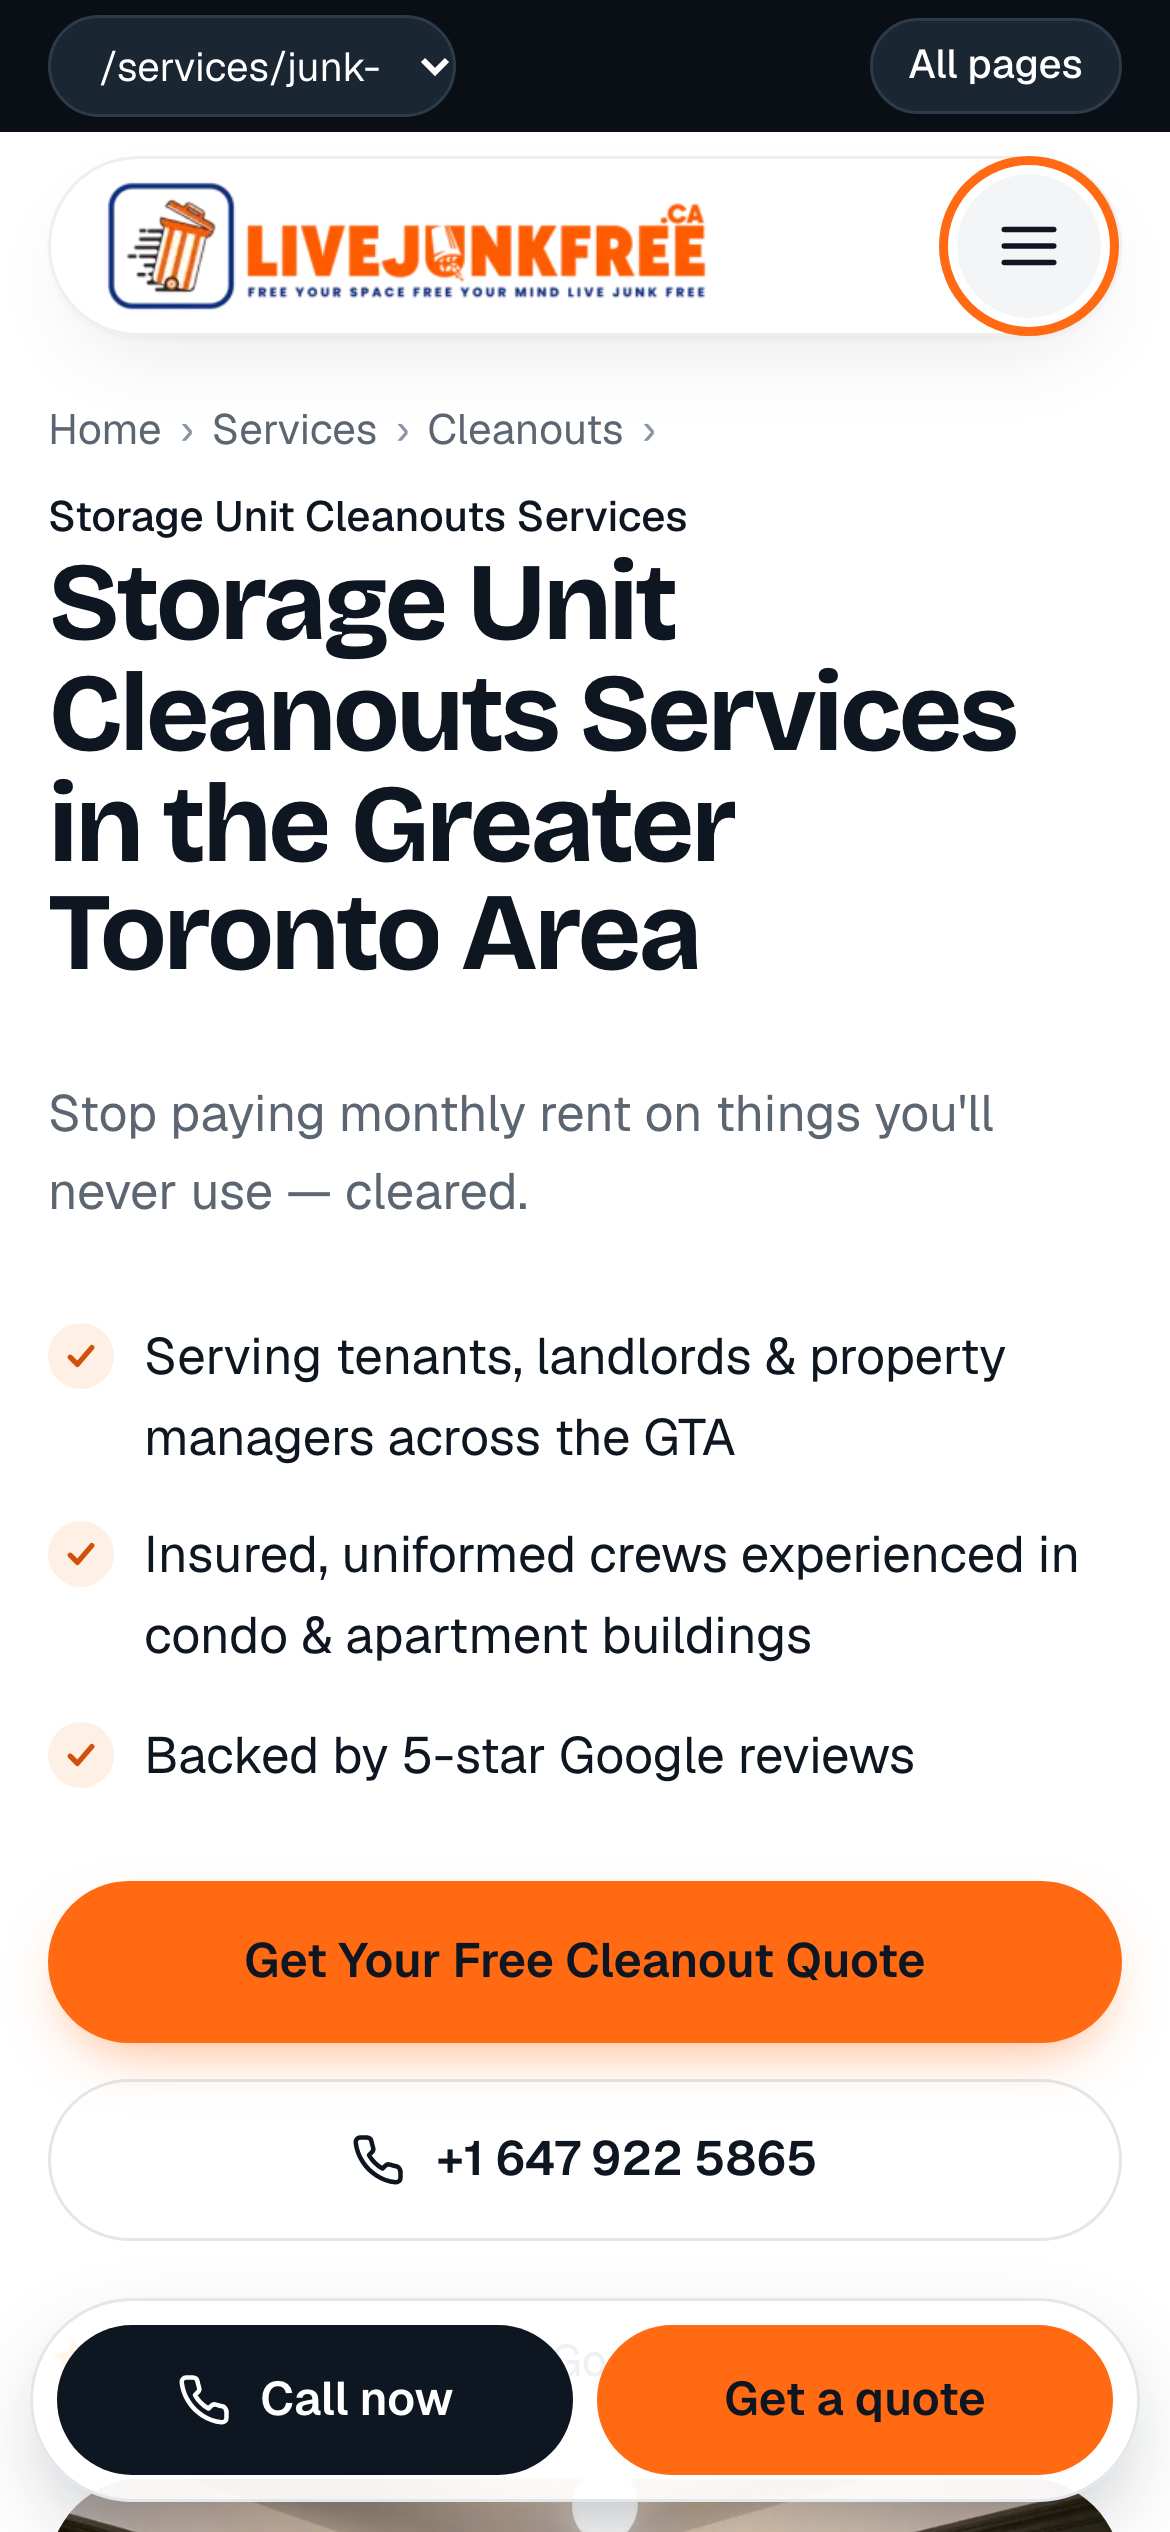 /services/junk-
All pages
LIVEJUNKFREE.CA
FREE YOUR SPACE FREE YOUR MIND LIVE JUNK FREE
Home › Services › Cleanouts ›
Storage Unit Cleanouts Services
Storage Unit
Cleanouts Services
in the Greater
Toronto Area
Stop paying monthly rent on things you'll
never use — cleared.
Serving tenants, landlords & property
managers across the GTA
Insured, uniformed crews experienced in
condo & apartment buildings
Backed by 5-star Google reviews
Get Your Free Cleanout Quote
+1 647 922 5865
Call now
Get a quote